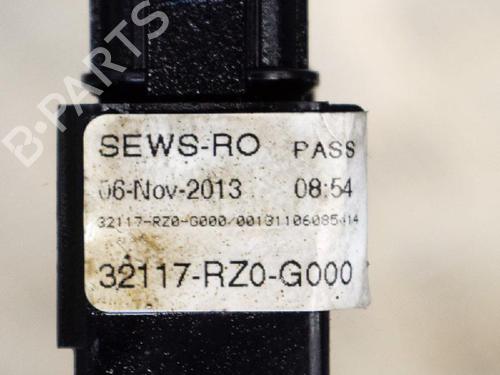 B-PARTS
SEWS-RO PASS
06-Nov-2013 08:54
32117-RZ0-G000/00131106085414
32117-RZ0-G000